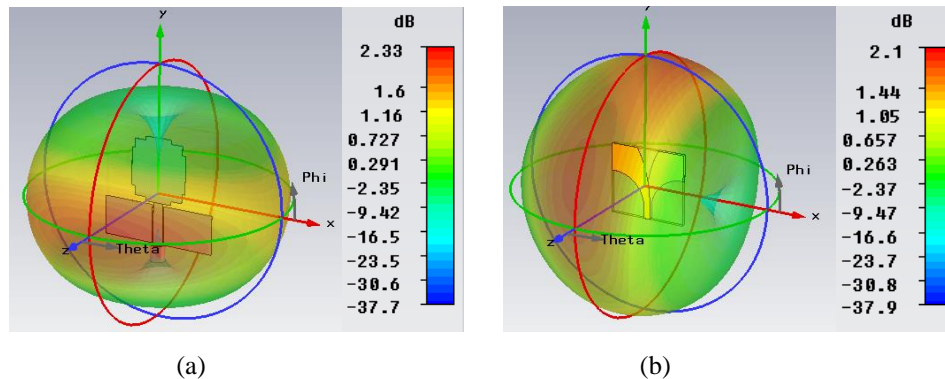 y
Phi
x
z
Theta
dB
2.33
1.6
1.16
0.727
0.291
-2.35
-9.42
-16.5
-23.5
-30.6
-37.7
(a)
Phi
x
z
Theta
dB
2.1
1.44
1.05
0.657
0.263
-2.37
-9.47
-16.6
-23.7
-30.8
-37.9
(b)